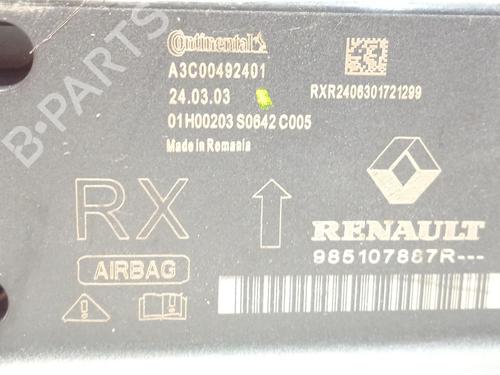 Continental
A3C00492401
24.03.03
01H00203 S0642 C005
Made in Romania
RXR2406301721299
RX
AIRBAG
RENAULT
985107887R---
B-PARTS